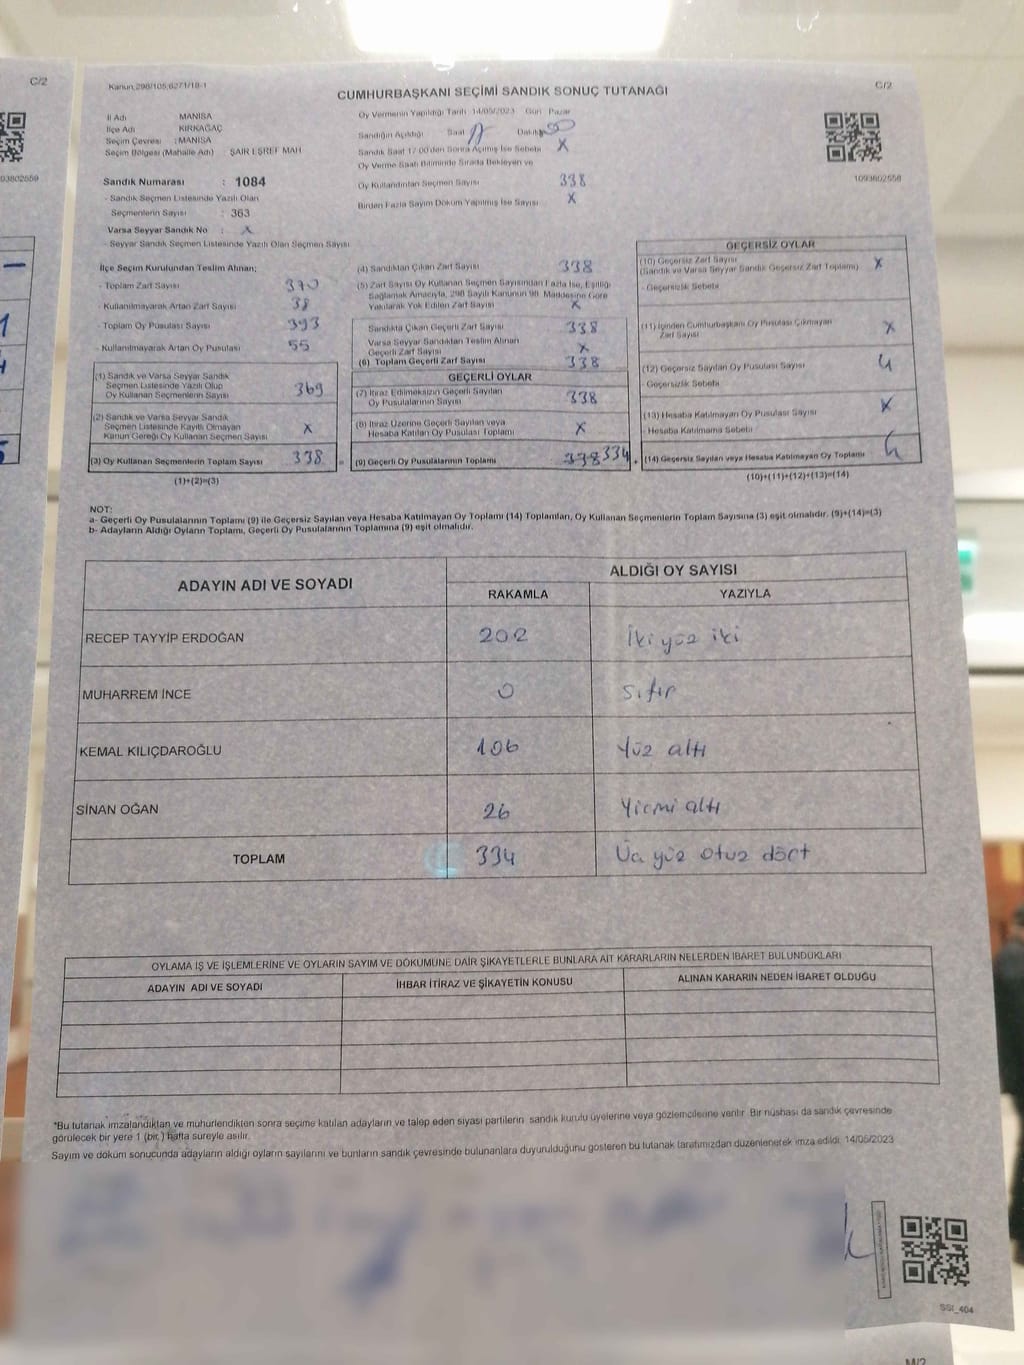 C/2
Kanun:298/105;6271/18-1
CUMHURBAŞKANI SEÇİMİ SANDIK SONUÇ TUTANAĞI
C/2
İl Adı MANİSA
İlçe Adı KIRKAĞAÇ
Seçim Çevresi : MANİSA
Seçim Bölgesi (Mahalle Adı) : ŞAİR EŞREF MAH
Oy Vermenin Yapıldığı Tarih 14/05/2023 Gün Pazar
Sandığın Açıldığı Saat 17 Dakika 50
Sandık Saat 17:00'den Sonra Açılmış İse Sebebi X
Oy Verme Saati Bitiminde Sırada Bekleyen ve
Oy Kullandırılan Seçmen Sayısı 338
Birden Fazla Sayım Döküm Yapılmış İse Sayısı X
1093802558
Sandık Numarası : 1084
- Sandık Seçmen Listesinde Yazılı Olan
Seçmenlerin Sayısı : 363
Varsa Seyyar Sandık No : X
- Seyyar Sandık Seçmen Listesinde Yazılı Olan Seçmen Sayısı
İlçe Seçim Kurulundan Teslim Alınan;
- Toplam Zarf Sayısı 370
- Kullanılmayarak Artan Zarf Sayısı 38
- Toplam Oy Pusulası Sayısı 393
- Kullanılmayarak Artan Oy Pusulası 55
(1) Sandık ve Varsa Seyyar Sandık
Seçmen Listesinde Yazılı Olup
Oy Kullanan Seçmenlerin Sayısı 369
(2) Sandık ve Varsa Seyyar Sandık
Seçmen Listesinde Kayıtlı Olmayan
Kanun Gereği Oy Kullanan Seçmen Sayısı X
(3) Oy Kullanan Seçmenlerin Toplam Sayısı 338
(1)+(2)=(3)
(4) Sandıktan Çıkan Zarf Sayısı 338
(5) Zarf Sayısı Oy Kullanan Seçmen Sayısından Fazla İse, Eşitliği
Sağlamak Amacıyla, 298 Sayılı Kanunun 98. Maddesine Göre
Yakılarak Yok Edilen Zarf Sayısı X
Sandıkta Çıkan Geçerli Zarf Sayısı 338
Varsa Seyyar Sandıktan Teslim Alınan
Geçerli Zarf Sayısı X
(6) Toplam Geçerli Zarf Sayısı 338
GEÇERLİ OYLAR
(7) İtiraz Edilmeksizin Geçerli Sayılan
Oy Pusulalarının Sayısı 338
(8) İtiraz Üzerine Geçerli Sayılan veya
Hesaba Katılan Oy Pusulası Toplamı X
= (9) Geçerli Oy Pusulalarının Toplamı 338 334
GEÇERSİZ OYLAR
(10) Geçersiz Zarf Sayısı X
(Sandık ve Varsa Seyyar Sandık Geçersiz Zarf Toplamı)
- Geçersizlik Sebebi
(11) İçinden Cumhurbaşkanı Oy Pusulası Çıkmayan
Zarf Sayısı X
(12) Geçersiz Sayılan Oy Pusulası Sayısı 4
- Geçersizlik Sebebi
(13) Hesaba Katılmayan Oy Pusulası Sayısı X
- Hesaba Katılmama Sebebi
+ (14) Geçersiz Sayılan veya Hesaba Katılmayan Oy Toplamı 4
(10)+(11)+(12)+(13)=(14)
NOT:
a- Geçerli Oy Pusulalarının Toplamı (9) ile Geçersiz Sayılan veya Hesaba Katılmayan Oy Toplamı (14) Toplamları, Oy Kullanan Seçmenlerin Toplam Sayısına (3) eşit olmalıdır. (9)+(14)=(3)
b- Adayların Aldığı Oyların Toplamı, Geçerli Oy Pusulalarının Toplamına (9) eşit olmalıdır.
ADAYIN ADI VE SOYADI
ALDIĞI OY SAYISI
RAKAMLA YAZIYLA
RECEP TAYYİP ERDOĞAN 202 İki yüz iki
MUHARREM İNCE 0 Sıfır
KEMAL KILIÇDAROĞLU 106 Yüz altı
SİNAN OĞAN 26 Yirmi altı
TOPLAM 334 Üç yüz otuz dört
OYLAMA İŞ VE İŞLEMLERİNE VE OYLARIN SAYIM VE DÖKÜMÜNE DAİR ŞİKAYETLERLE BUNLARA AİT KARARLARIN NELERDEN İBARET BULUNDUKLARI
ADAYIN ADI VE SOYADI İHBAR İTİRAZ VE ŞİKAYETİN KONUSU ALINAN KARARIN NEDEN İBARET OLDUĞU
*Bu tutanak imzalandıktan ve mühürlendikten sonra seçime katılan adayların ve talep eden siyasi partilerin sandık kurulu üyelerine veya gözlemcilerine verilir. Bir nüshası da sandık çevresinde
görülecek bir yere 1 (bir ) hafta süreyle asılır.
Sayım ve döküm sonucunda adayların aldığı oyların sayılarını ve bunların sandık çevresinde bulunanlara duyurulduğunu gösteren bu tutanak tarafımızdan düzenlenerek imza edildi. 14/05/2023
SSI_404